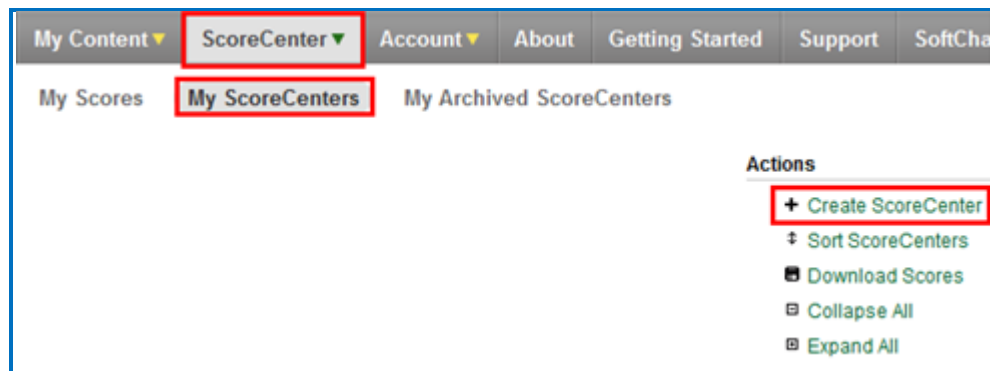 My Content ScoreCenter Account About Getting Started Support SoftCha
My Scores My ScoreCenters My Archived ScoreCenters
Actions
Create ScoreCenter
Sort ScoreCenters
Download Scores
Collapse All
Expand All